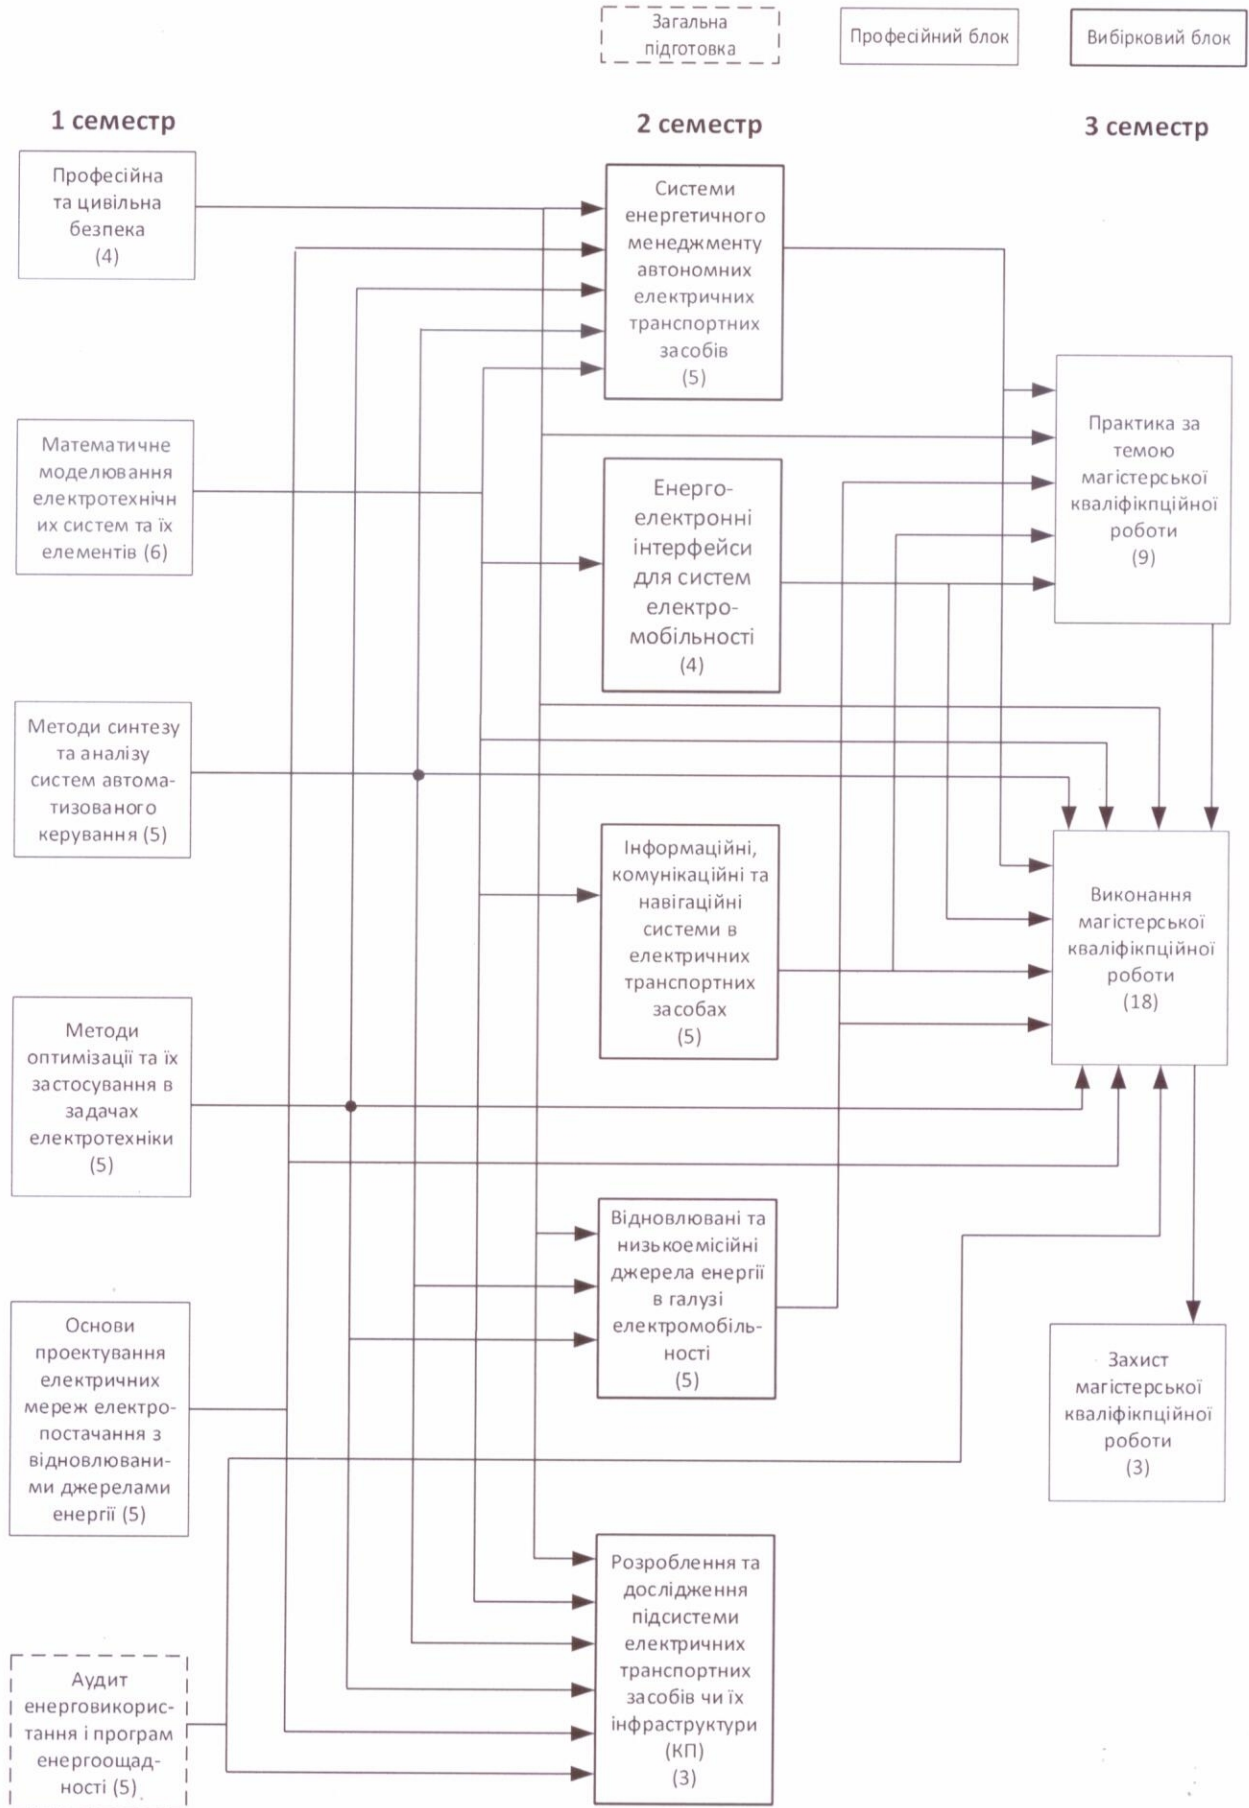 Загальна
підготовка
Професійний блок
Вибірковий блок
1 семестр
2 семестр
3 семестр
Професійна
та цивільна
безпека
(4)
Математичне
моделювання
електротехнічн
их систем та їх
елементів (6)
Методи синтезу
та аналізу
систем автома-
тизованого
керування (5)
Методи
оптимізації та їх
застосування в
задачах
електротехніки
(5)
Основи
проектування
електричних
мереж електро-
постачання з
відновлювани-
ми джерелами
енергії (5)
Аудит
енерговикорис-
тання і програм
енергоощад-
ності (5)
Системи
енергетичного
менеджменту
автономних
електричних
транспортних
засобів
(5)
Енерго-
електронні
інтерфейси
для систем
електро-
мобільності
(4)
Інформаційні,
комунікаційні та
навігаційні
системи в
електричних
транспортних
засобах
(5)
Відновлювані та
низькоемісійні
джерела енергії
в галузі
електромобіль-
ності
(5)
Розроблення та
дослідження
підсистеми
електричних
транспортних
засобів чи їх
інфраструктури
(КП)
(3)
Практика за
темою
магістерської
кваліфікпційної
роботи
(9)
Виконання
магістерської
кваліфікпційної
роботи
(18)
Захист
магістерської
кваліфікпційної
роботи
(3)